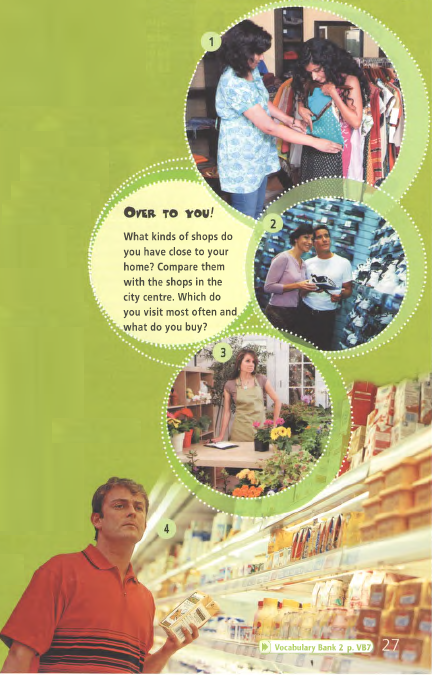 1
OVER TO YOU!
What kinds of shops do
you have close to your
home? Compare them
with the shops in the
city centre. Which do
you visit most often and
what do you buy?
2
3
4
Vocabulary Bank 2 p. VB7
27